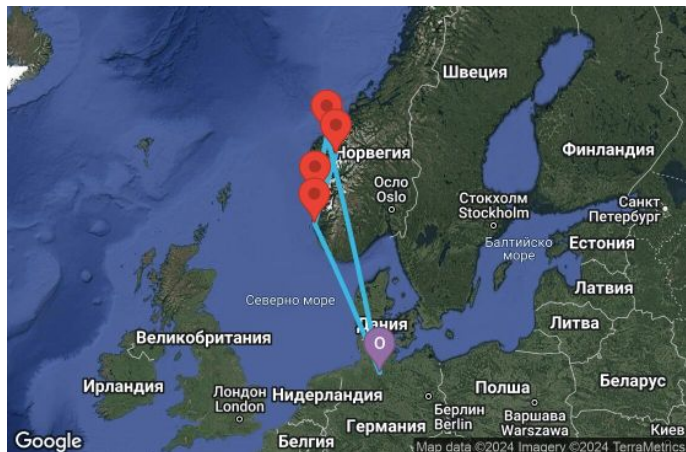 Швеция
Норвегия
Финландия
Осло
Oslo
Стокхолм
Stockholm
Санкт
Петербург
Балтийско
море
Естония
Латвия
Северно море
Дания
Литва
Великобритания
O
Ирландия
Лондон
London
Нидерландия
Полша
Беларус
Берлин
Berlin
Варшава
Warszawa
Германия
Киев
Белгия
Google
Map data ©2024 Imagery ©2024 TerraMetrics